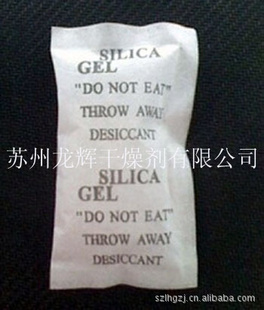 SILICA
GEL
"DO NOT EAT"
THROW AWAY
DESICCANT
苏州龙辉干燥剂有限公司
SILICA
GEL
"DO NOT EAT"
THROW AWAY
DESICCANT
szlhgzj.cn.alibaba.com